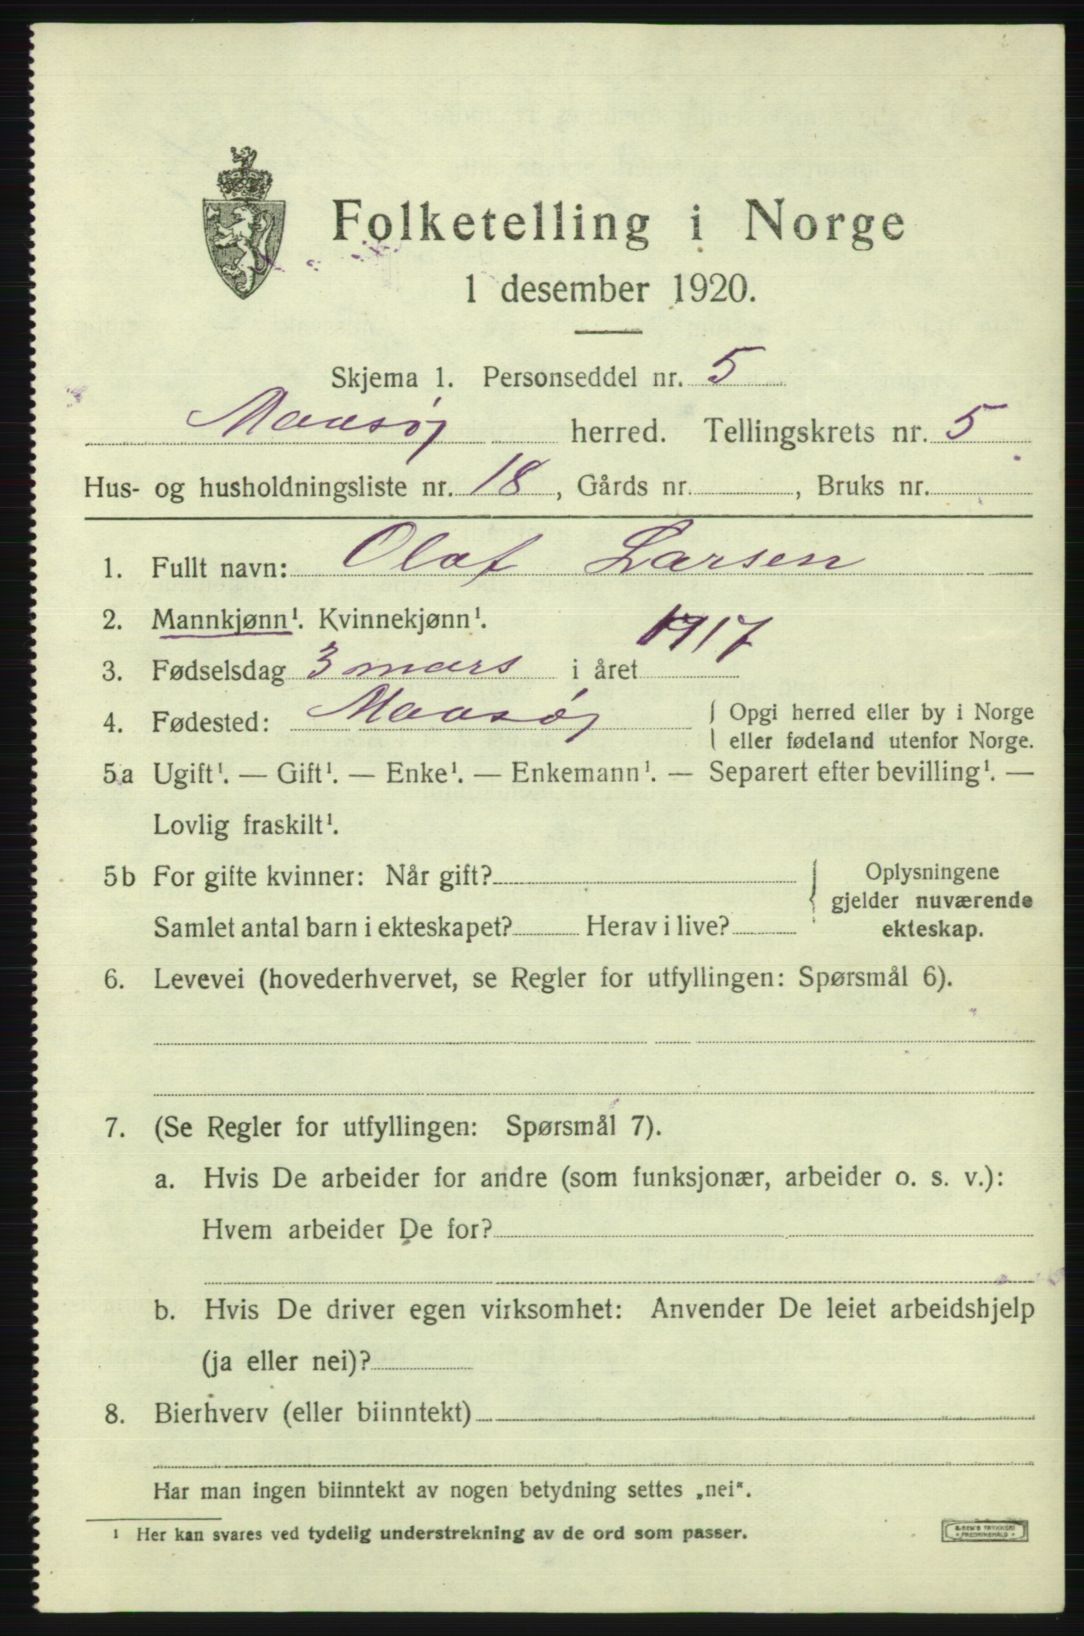 Folketelling i Norge
1 desember 1920.
Skjema 1. Personseddel nr. 5
Maasøy herred. Tellingskrets nr. 5
Hus- og husholdningsliste nr. 18, Gårds nr. , Bruks nr.
1. Fullt navn: Olaf Larsen
2. Mannkjønn¹. Kvinnekjønn¹.
3. Fødselsdag 3 mars i året 1917
4. Fødested: Maasøy { Opgi herred eller by i Norge
eller fødeland utenfor Norge.
5a Ugift¹. — Gift¹. — Enke¹. — Enkemann¹. — Separert efter bevilling¹. —
Lovlig fraskilt¹.
5b For gifte kvinner: Når gift? { Oplysningene
gjelder nuværende
Samlet antal barn i ekteskapet? Herav i live? ekteskap.
6. Levevei (hovederhvervet, se Regler for utfyllingen: Spørsmål 6).
7. (Se Regler for utfyllingen: Spørsmål 7).
a. Hvis De arbeider for andre (som funksjonær, arbeider o. s. v.):
Hvem arbeider De for?
b. Hvis De driver egen virksomhet: Anvender De leiet arbeidshjelp
(ja eller nei)?
8. Bierhverv (eller biinntekt)
Har man ingen biinntekt av nogen betydning settes „nei“.
¹ Her kan svares ved tydelig understrekning av de ord som passer.